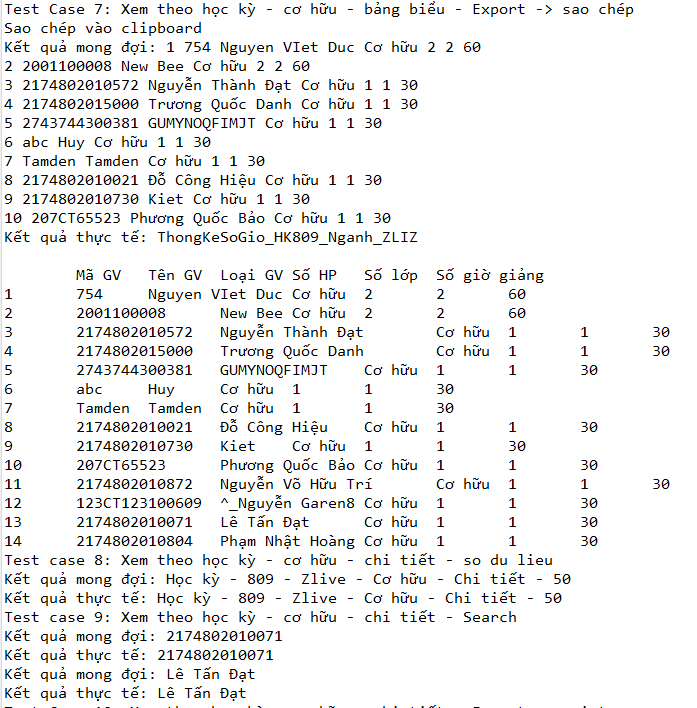 Test Case 7: Xem theo học kỳ - cơ hữu - bảng biểu - Export -> sao chép
Sao chép vào clipboard
Kết quả mong đợi: 1 754 Nguyen VIet Duc Cơ hữu 2 2 60
2 2001100008 New Bee Cơ hữu 2 2 60
3 2174802010572 Nguyễn Thành Đạt Cơ hữu 1 1 30
4 2174802015000 Trương Quốc Danh Cơ hữu 1 1 30
5 2743744300381 GUMYNOQFIMJT Cơ hữu 1 1 30
6 abc Huy Cơ hữu 1 1 30
7 Tamden Tamden Cơ hữu 1 1 30
8 2174802010021 Đỗ Công Hiệu Cơ hữu 1 1 30
9 2174802010730 Kiet Cơ hữu 1 1 30
10 207CT65523 Phương Quốc Bảo Cơ hữu 1 1 30
Kết quả thực tế: ThongKeSoGio_HK809_Nganh_ZLIZ
Mã GV Tên GV Loại GV Số HP Số lớp Số giờ giảng
1 754 Nguyen VIet Duc Cơ hữu 2 2 60
2 2001100008 New Bee Cơ hữu 2 2 60
3 2174802010572 Nguyễn Thành Đạt Cơ hữu 1 1 30
4 2174802015000 Trương Quốc Danh Cơ hữu 1 1 30
5 2743744300381 GUMYNOQFIMJT Cơ hữu 1 1 30
6 abc Huy Cơ hữu 1 1 30
7 Tamden Tamden Cơ hữu 1 1 30
8 2174802010021 Đỗ Công Hiệu Cơ hữu 1 1 30
9 2174802010730 Kiet Cơ hữu 1 1 30
10 207CT65523 Phương Quốc Bảo Cơ hữu 1 1 30
11 2174802010872 Nguyễn Võ Hữu Trí Cơ hữu 1 1 30
12 123CT123100609 ^_Nguyễn Garen8 Cơ hữu 1 1 30
13 2174802010071 Lê Tấn Đạt Cơ hữu 1 1 30
14 2174802010804 Phạm Nhật Hoàng Cơ hữu 1 1 30
Test case 8: Xem theo học kỳ - cơ hữu - chi tiết - so du lieu
Kết quả mong đợi: Học kỳ - 809 - Zlive - Cơ hữu - Chi tiết - 50
Kết quả thực tế: Học kỳ - 809 - Zlive - Cơ hữu - Chi tiết - 50
Test case 9: Xem theo học kỳ - cơ hữu - chi tiết - Search
Kết quả mong đợi: 2174802010071
Kết quả thực tế: 2174802010071
Kết quả mong đợi: Lê Tấn Đạt
Kết quả thực tế: Lê Tấn Đạt